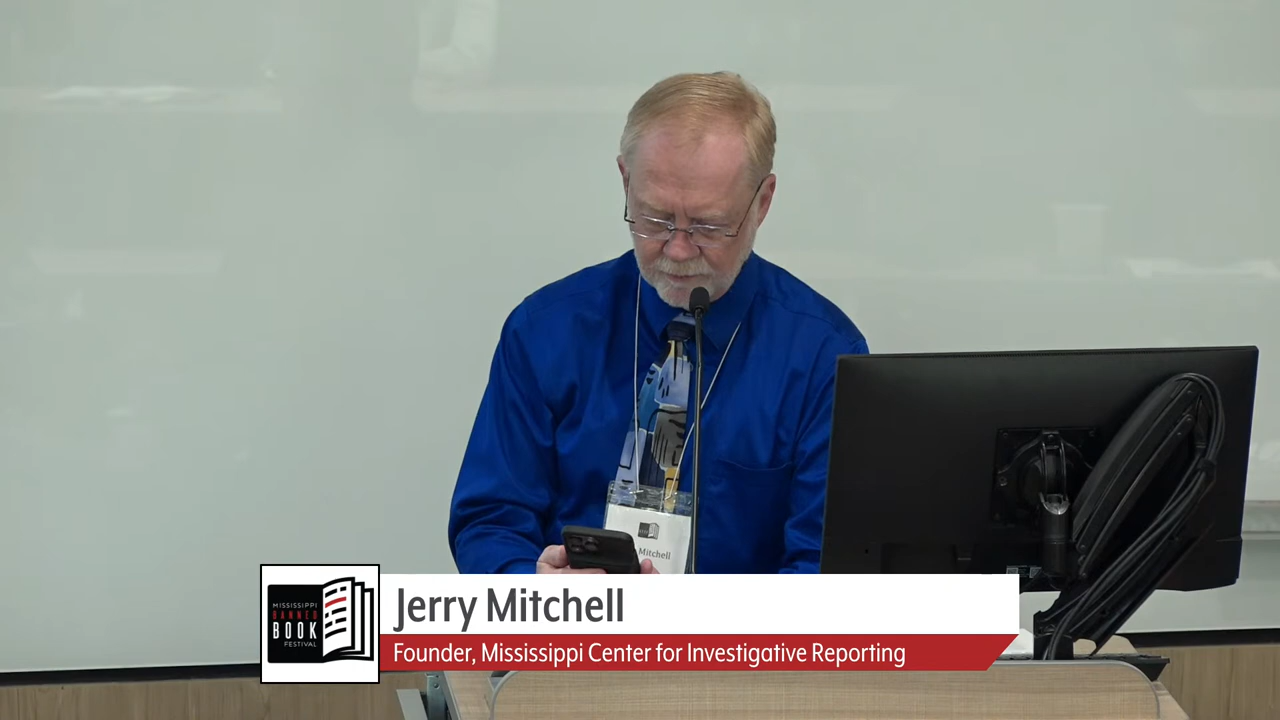 Mitchell
Jerry Mitchell
MISSISSIPPI
BANNED
BOOK
FESTIVAL
Founder, Mississippi Center for Investigative Reporting